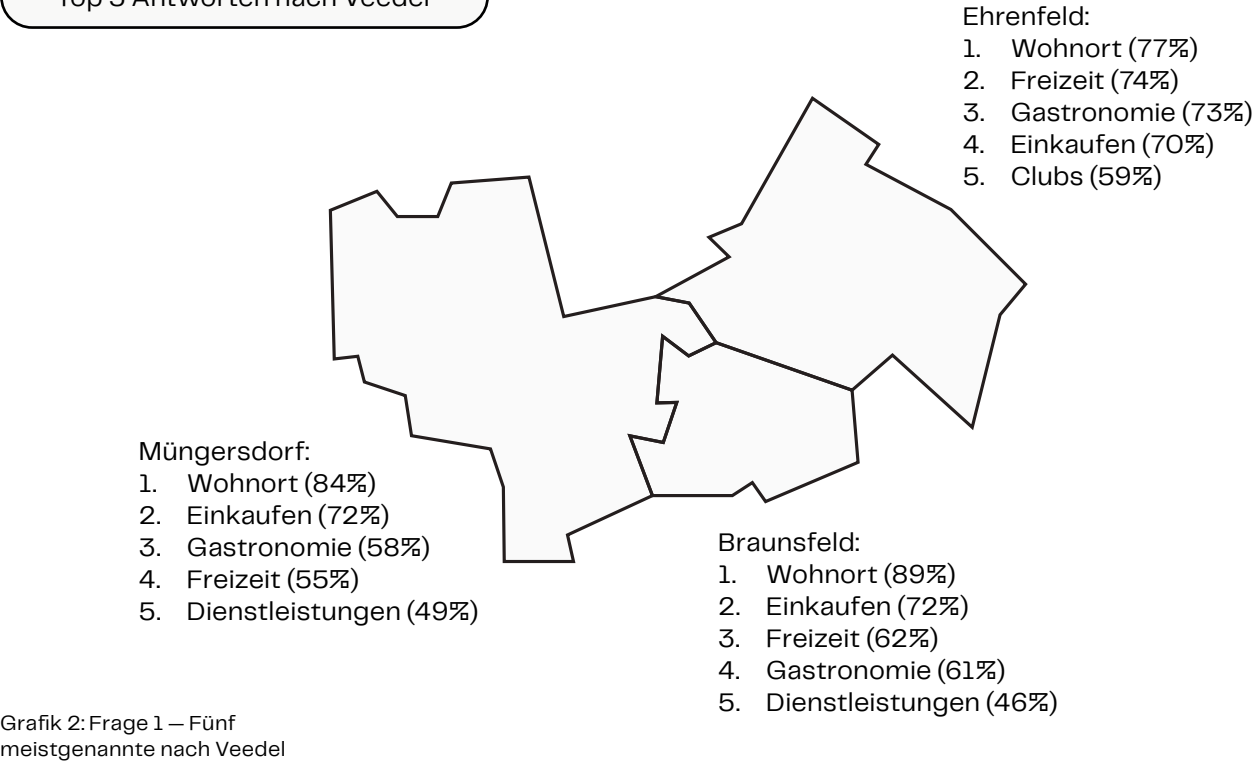 Top 5 Antworten nach Veedel
Ehrenfeld:
1. Wohnort (77%)
2. Freizeit (74%)
3. Gastronomie (73%)
4. Einkaufen (70%)
5. Clubs (59%)
Müngersdorf:
1. Wohnort (84%)
2. Einkaufen (72%)
3. Gastronomie (58%)
4. Freizeit (55%)
5. Dienstleistungen (49%)
Braunsfeld:
1. Wohnort (89%)
2. Einkaufen (72%)
3. Freizeit (62%)
4. Gastronomie (61%)
5. Dienstleistungen (46%)
Grafik 2: Frage 1 — Fünf
meistgenannte nach Veedel